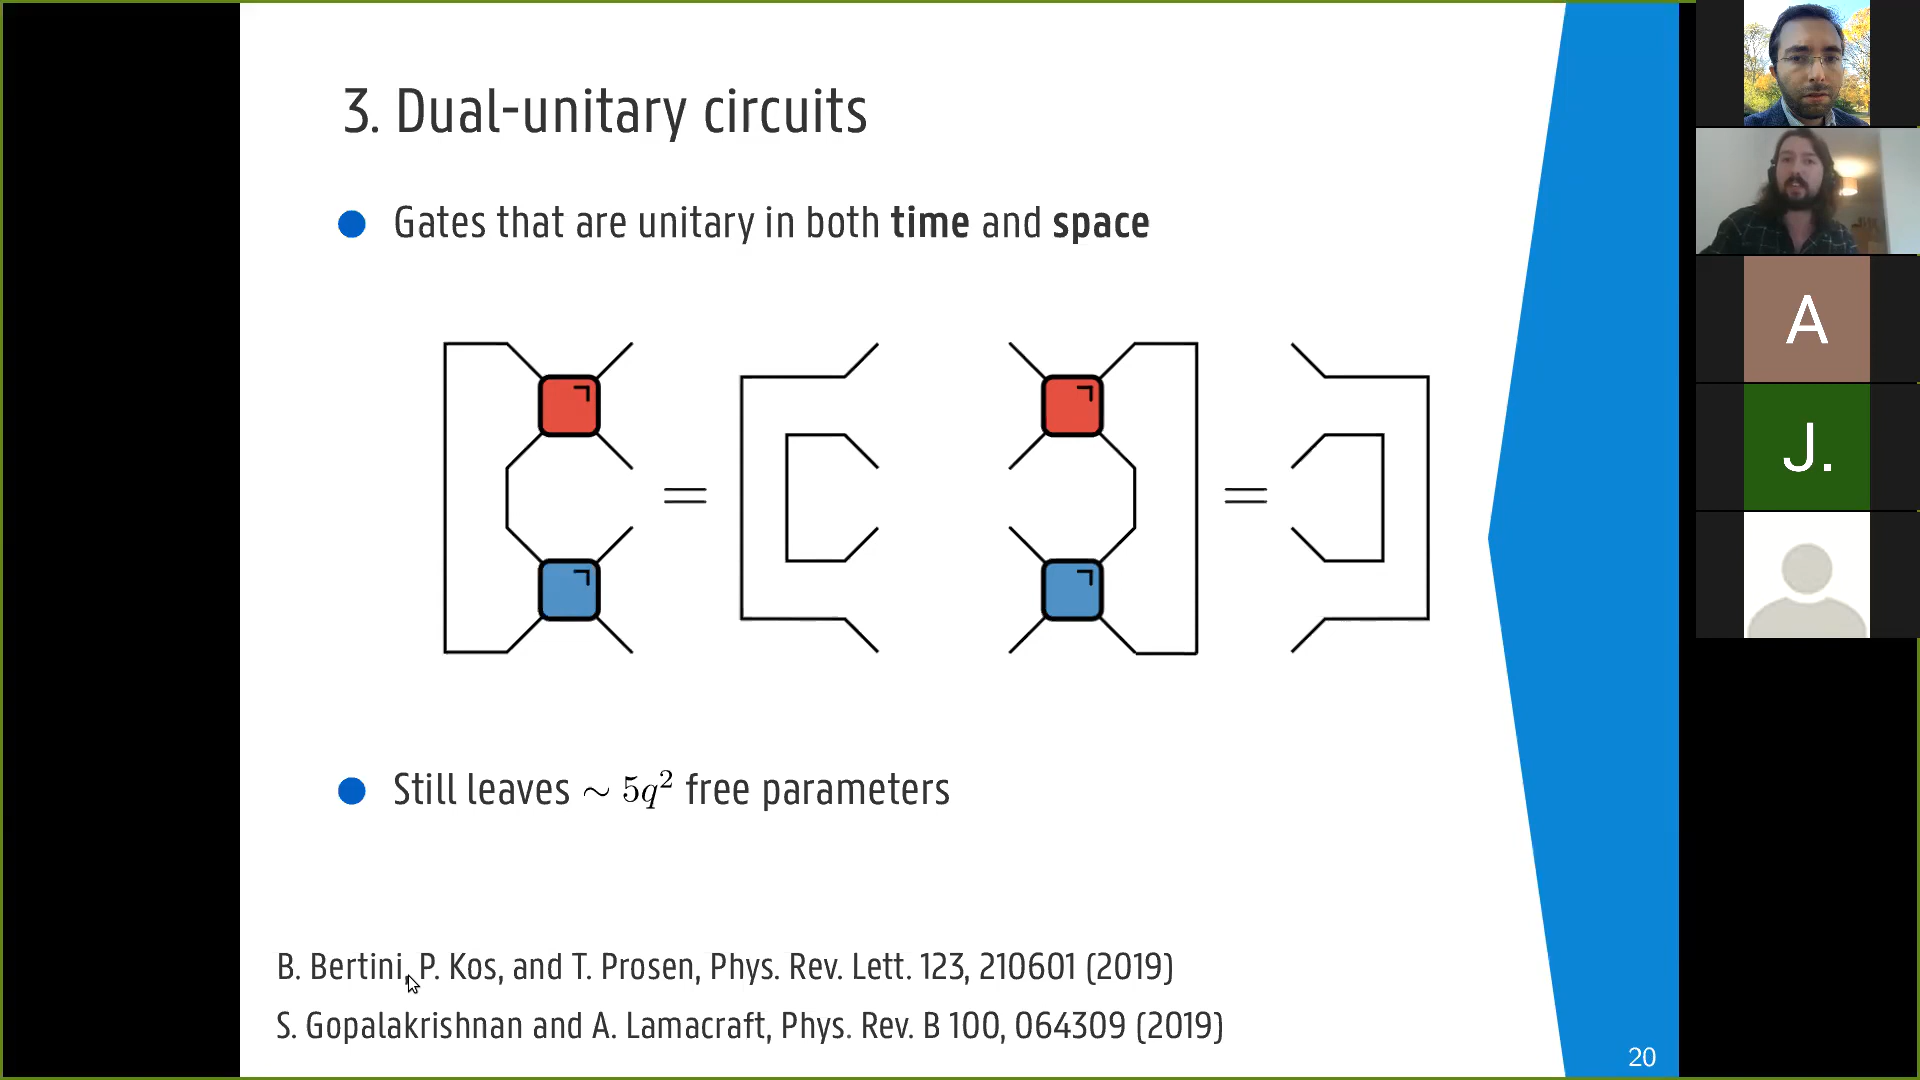 3. Dual-unitary circuits
Gates that are unitary in both time and space
=
=
Still leaves ∼ 5q² free parameters
B. Bertini, P. Kos, and T. Prosen, Phys. Rev. Lett. 123, 210601 (2019)
S. Gopalakrishnan and A. Lamacraft, Phys. Rev. B 100, 064309 (2019)
20
A
J.